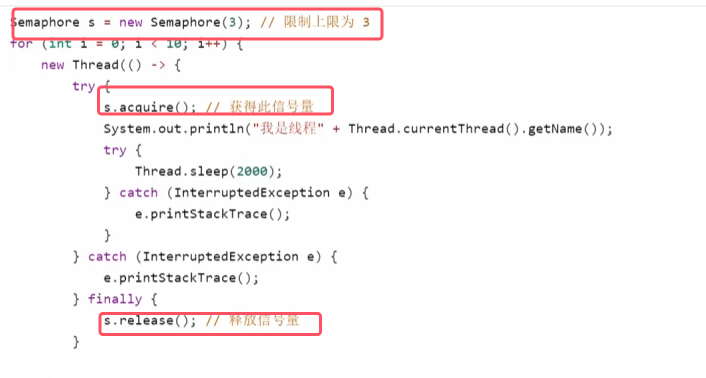 Semaphore s = new Semaphore(3); // 限制上限为 3
for (int i = 0; i < 10; i++) {
new Thread(() -> {
try {
s.acquire(); // 获得此信号量
System.out.println("我是线程" + Thread.currentThread().getName());
try {
Thread.sleep(2000);
} catch (InterruptedException e) {
e.printStackTrace();
}
} catch (InterruptedException e) {
e.printStackTrace();
} finally {
s.release(); // 释放信号量
}